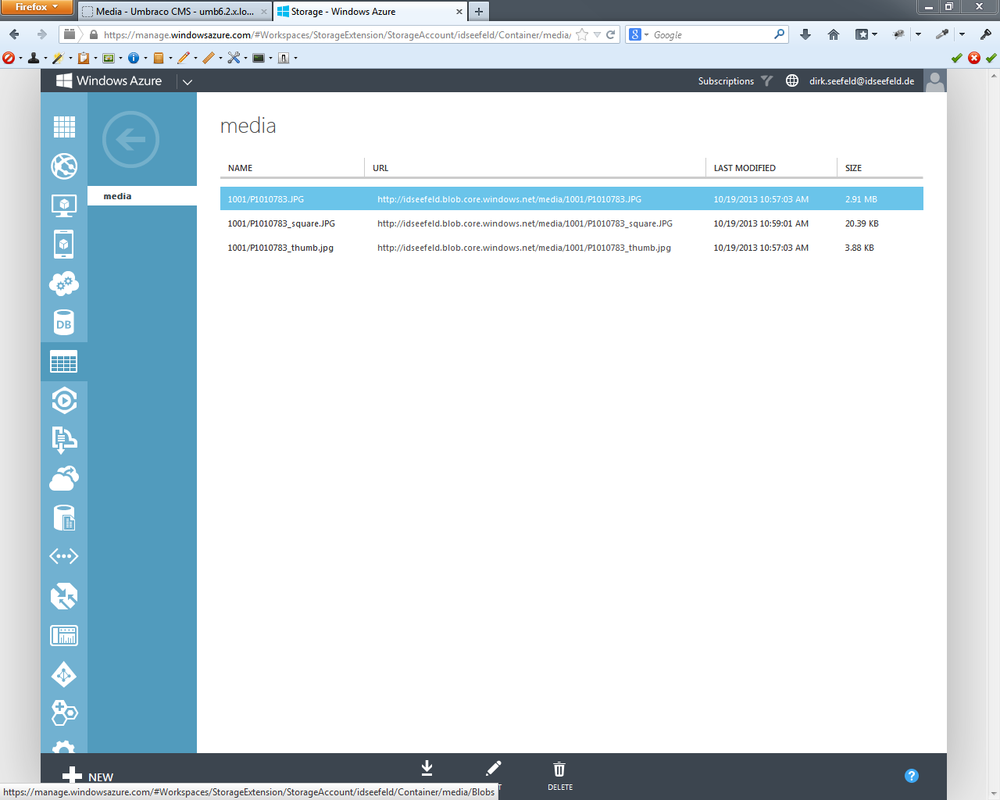 Firefox
Media - Umbraco CMS - umb6.2.x.lo...
Storage - Windows Azure
https://manage.windowsazure.com/#Workspaces/StorageExtension/StorageAccount/idseefeld/Container/media/
Google
Windows Azure
Subscriptions
dirk.seefeld@idseefeld.de
media
media
NAME URL LAST MODIFIED SIZE
1001/P1010783.JPG http://idseefeld.blob.core.windows.net/media/1001/P1010783.JPG 10/19/2013 10:57:03 AM 2.91 MB
1001/P1010783_square.JPG http://idseefeld.blob.core.windows.net/media/1001/P1010783_square.JPG 10/19/2013 10:59:01 AM 20.39 KB
1001/P1010783_thumb.jpg http://idseefeld.blob.core.windows.net/media/1001/P1010783_thumb.jpg 10/19/2013 10:57:03 AM 3.88 KB
DB
NEW
DELETE
https://manage.windowsazure.com/#Workspaces/StorageExtension/StorageAccount/idseefeld/Container/media/Blobs